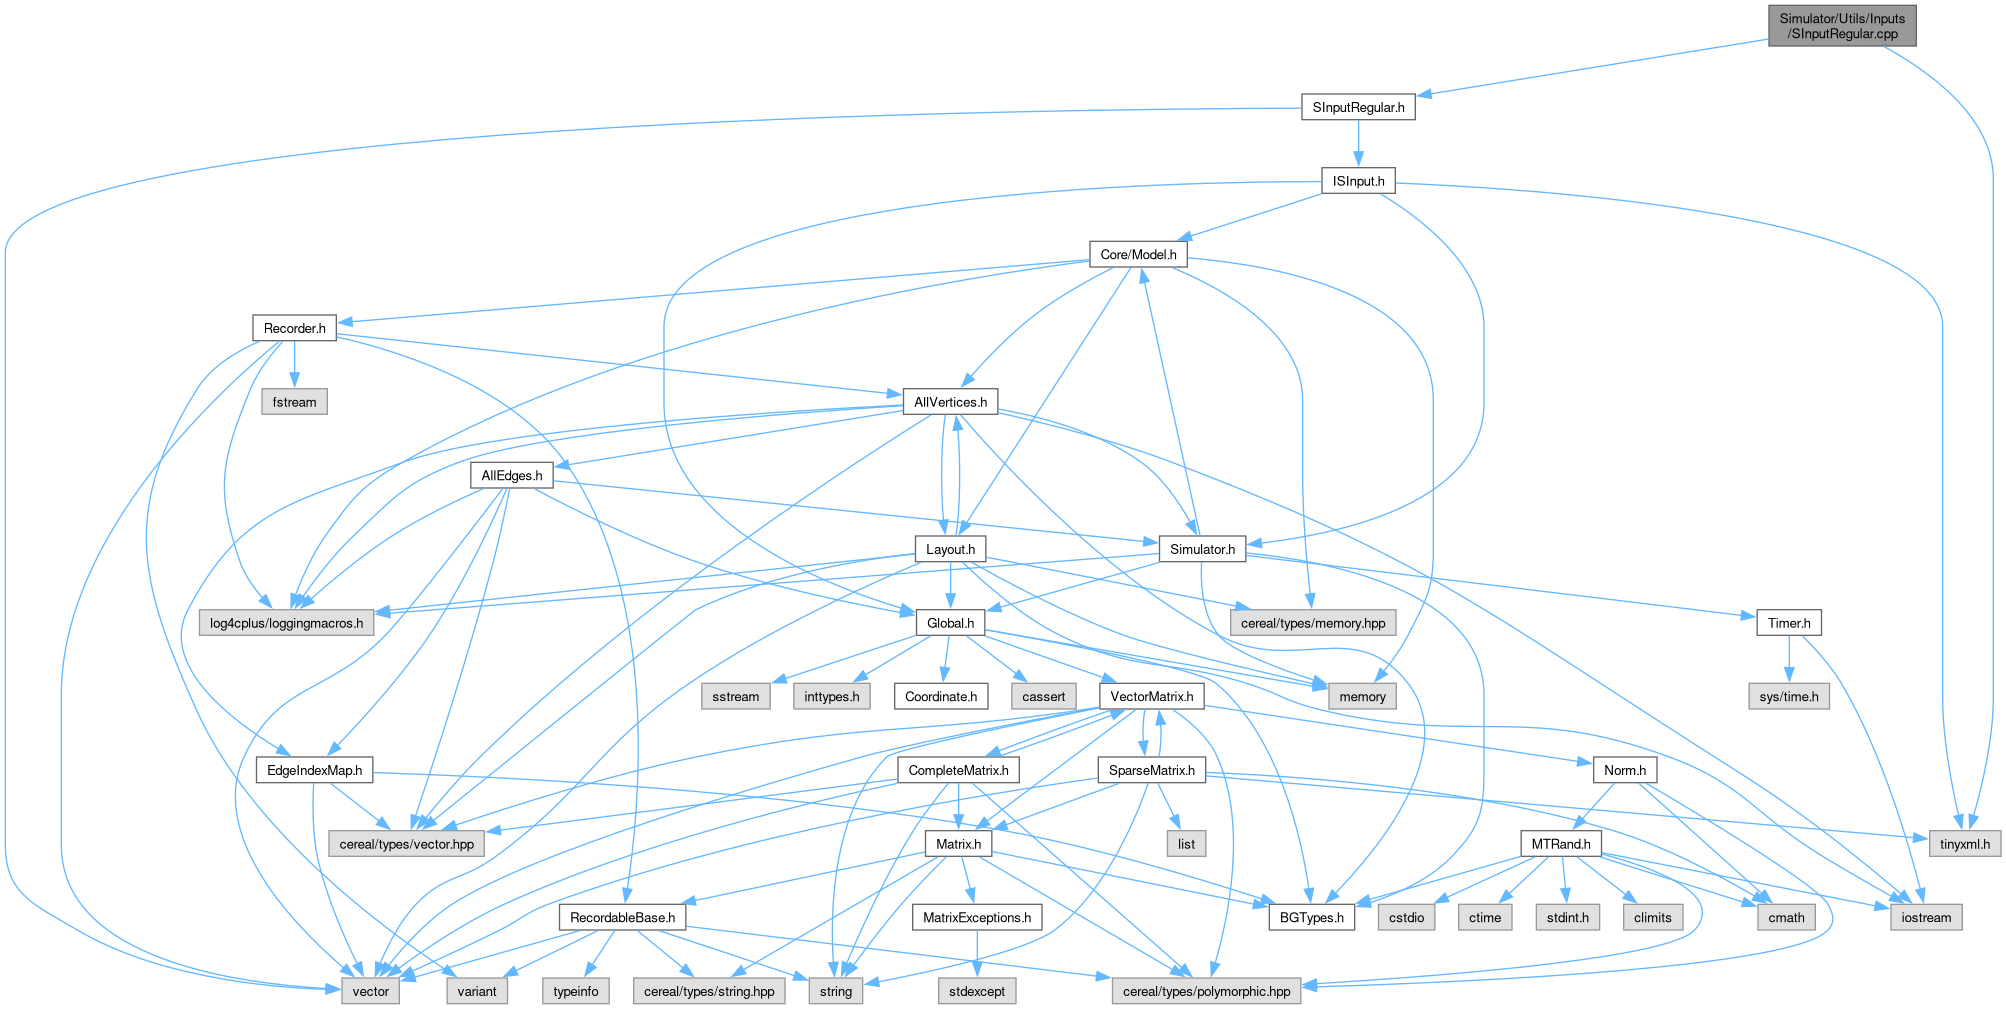 Simulator/Utils/Inputs
/SInputRegular.cpp
SInputRegular.h
ISInput.h
Core/Model.h
Recorder.h
fstream
AllVertices.h
AllEdges.h
Layout.h
Simulator.h
log4cplus/loggingmacros.h
Global.h
cereal/types/memory.hpp
Timer.h
sstream
inttypes.h
Coordinate.h
cassert
VectorMatrix.h
memory
sys/time.h
EdgeIndexMap.h
CompleteMatrix.h
SparseMatrix.h
Norm.h
cereal/types/vector.hpp
Matrix.h
list
MTRand.h
tinyxml.h
RecordableBase.h
MatrixExceptions.h
BGTypes.h
cstdio
ctime
stdint.h
climits
cmath
iostream
vector
variant
typeinfo
cereal/types/string.hpp
string
stdexcept
cereal/types/polymorphic.hpp